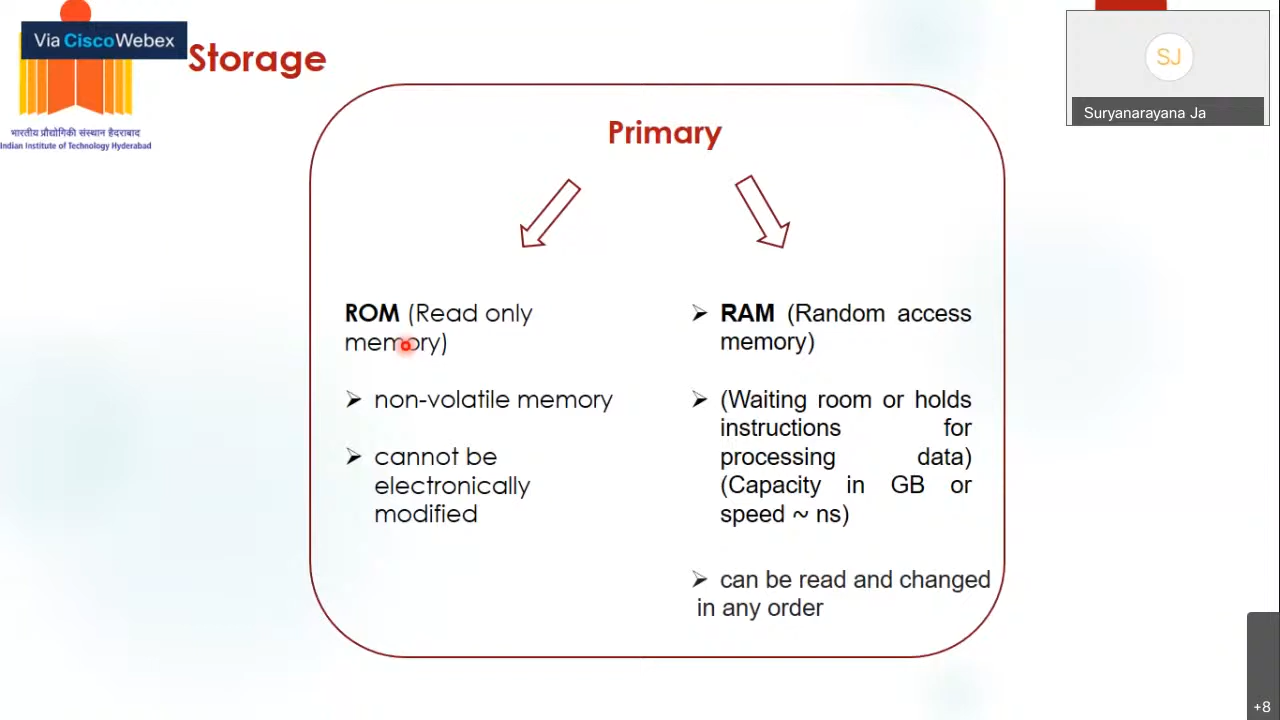 Via CiscoWebex
Storage
SJ
Suryanarayana Ja
भारतीय प्रौद्योगिकी संस्थान हैदराबाद
Indian Institute of Technology Hyderabad
Primary
ROM (Read only
memory)
➢ non-volatile memory
➢ cannot be
electronically
modified
➢ RAM (Random access
memory)
➢ (Waiting room or holds
instructions for
processing data)
(Capacity in GB or
speed ~ ns)
➢ can be read and changed
in any order
+8